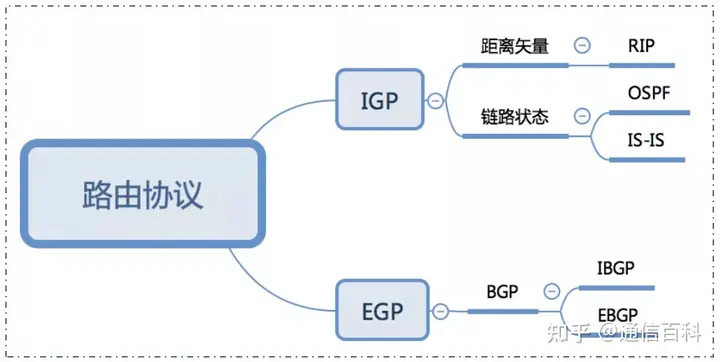 路由协议
IGP
距离矢量
RIP
链路状态
OSPF
IS-IS
EGP
BGP
IBGP
EBGP
知乎 @通信百科